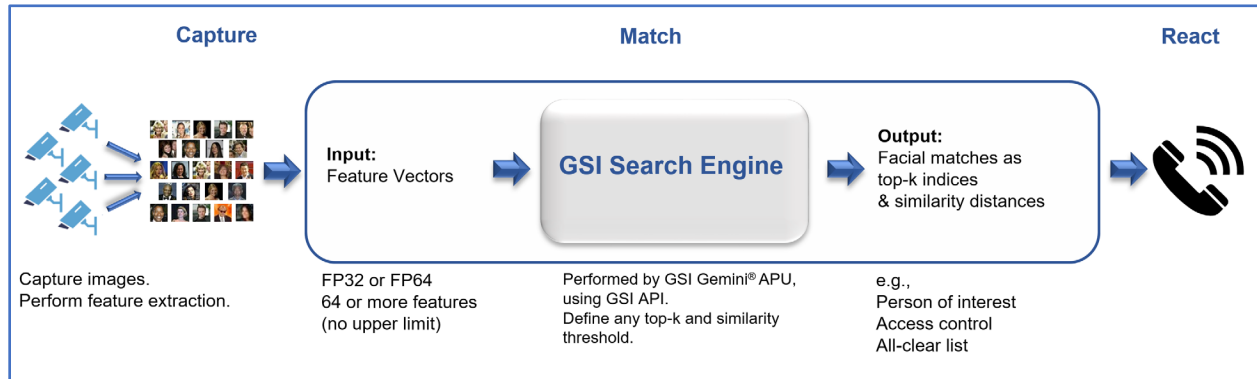 Capture
Match
React
Input:
Feature Vectors
GSI Search Engine
Output:
Facial matches as
top-k indices
& similarity distances
Capture images.
Perform feature extraction.
FP32 or FP64
64 or more features
(no upper limit)
Performed by GSI Gemini® APU,
using GSI API.
Define any top-k and similarity
threshold.
e.g.,
Person of interest
Access control
All-clear list